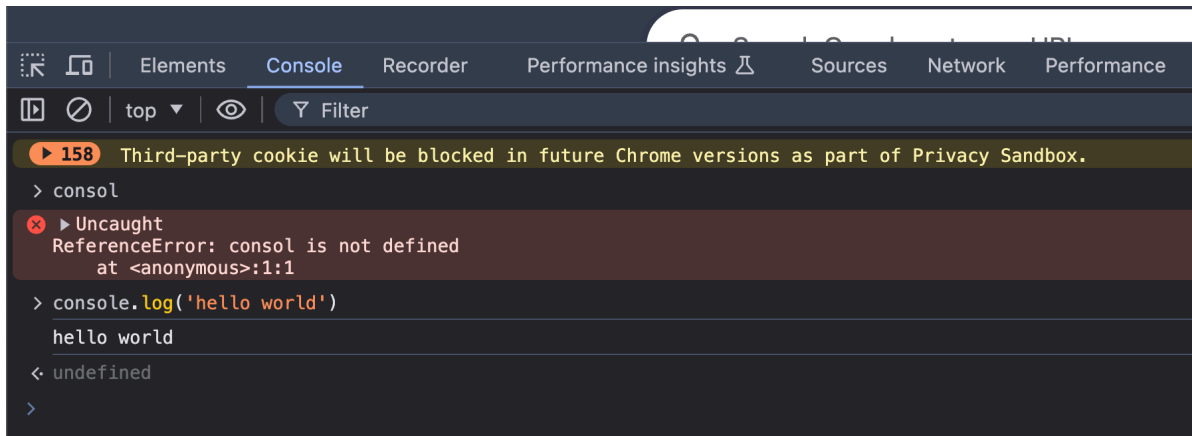 Elements Console Recorder Performance insights Sources Network Performance
top Filter
158 Third-party cookie will be blocked in future Chrome versions as part of Privacy Sandbox.
> consol
Uncaught
ReferenceError: consol is not defined
at <anonymous>:1:1
> console.log('hello world')
hello world
undefined
>